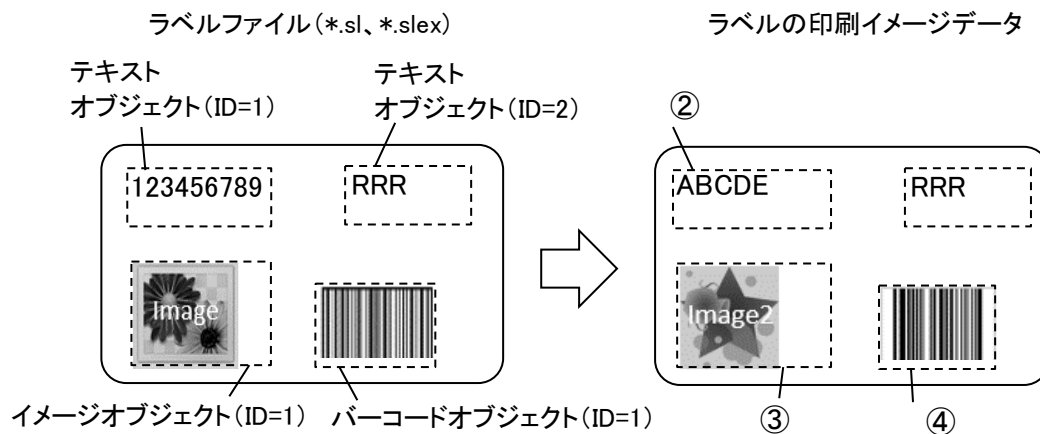 ラベルファイル(*.sl、*.slex)
ラベルの印刷イメージデータ
テキスト
オブジェクト(ID=1)
テキスト
オブジェクト(ID=2)
②
123456789
RRR
ABCDE
RRR
Image
Image2
イメージオブジェクト(ID=1)
バーコードオブジェクト(ID=1)
③
④